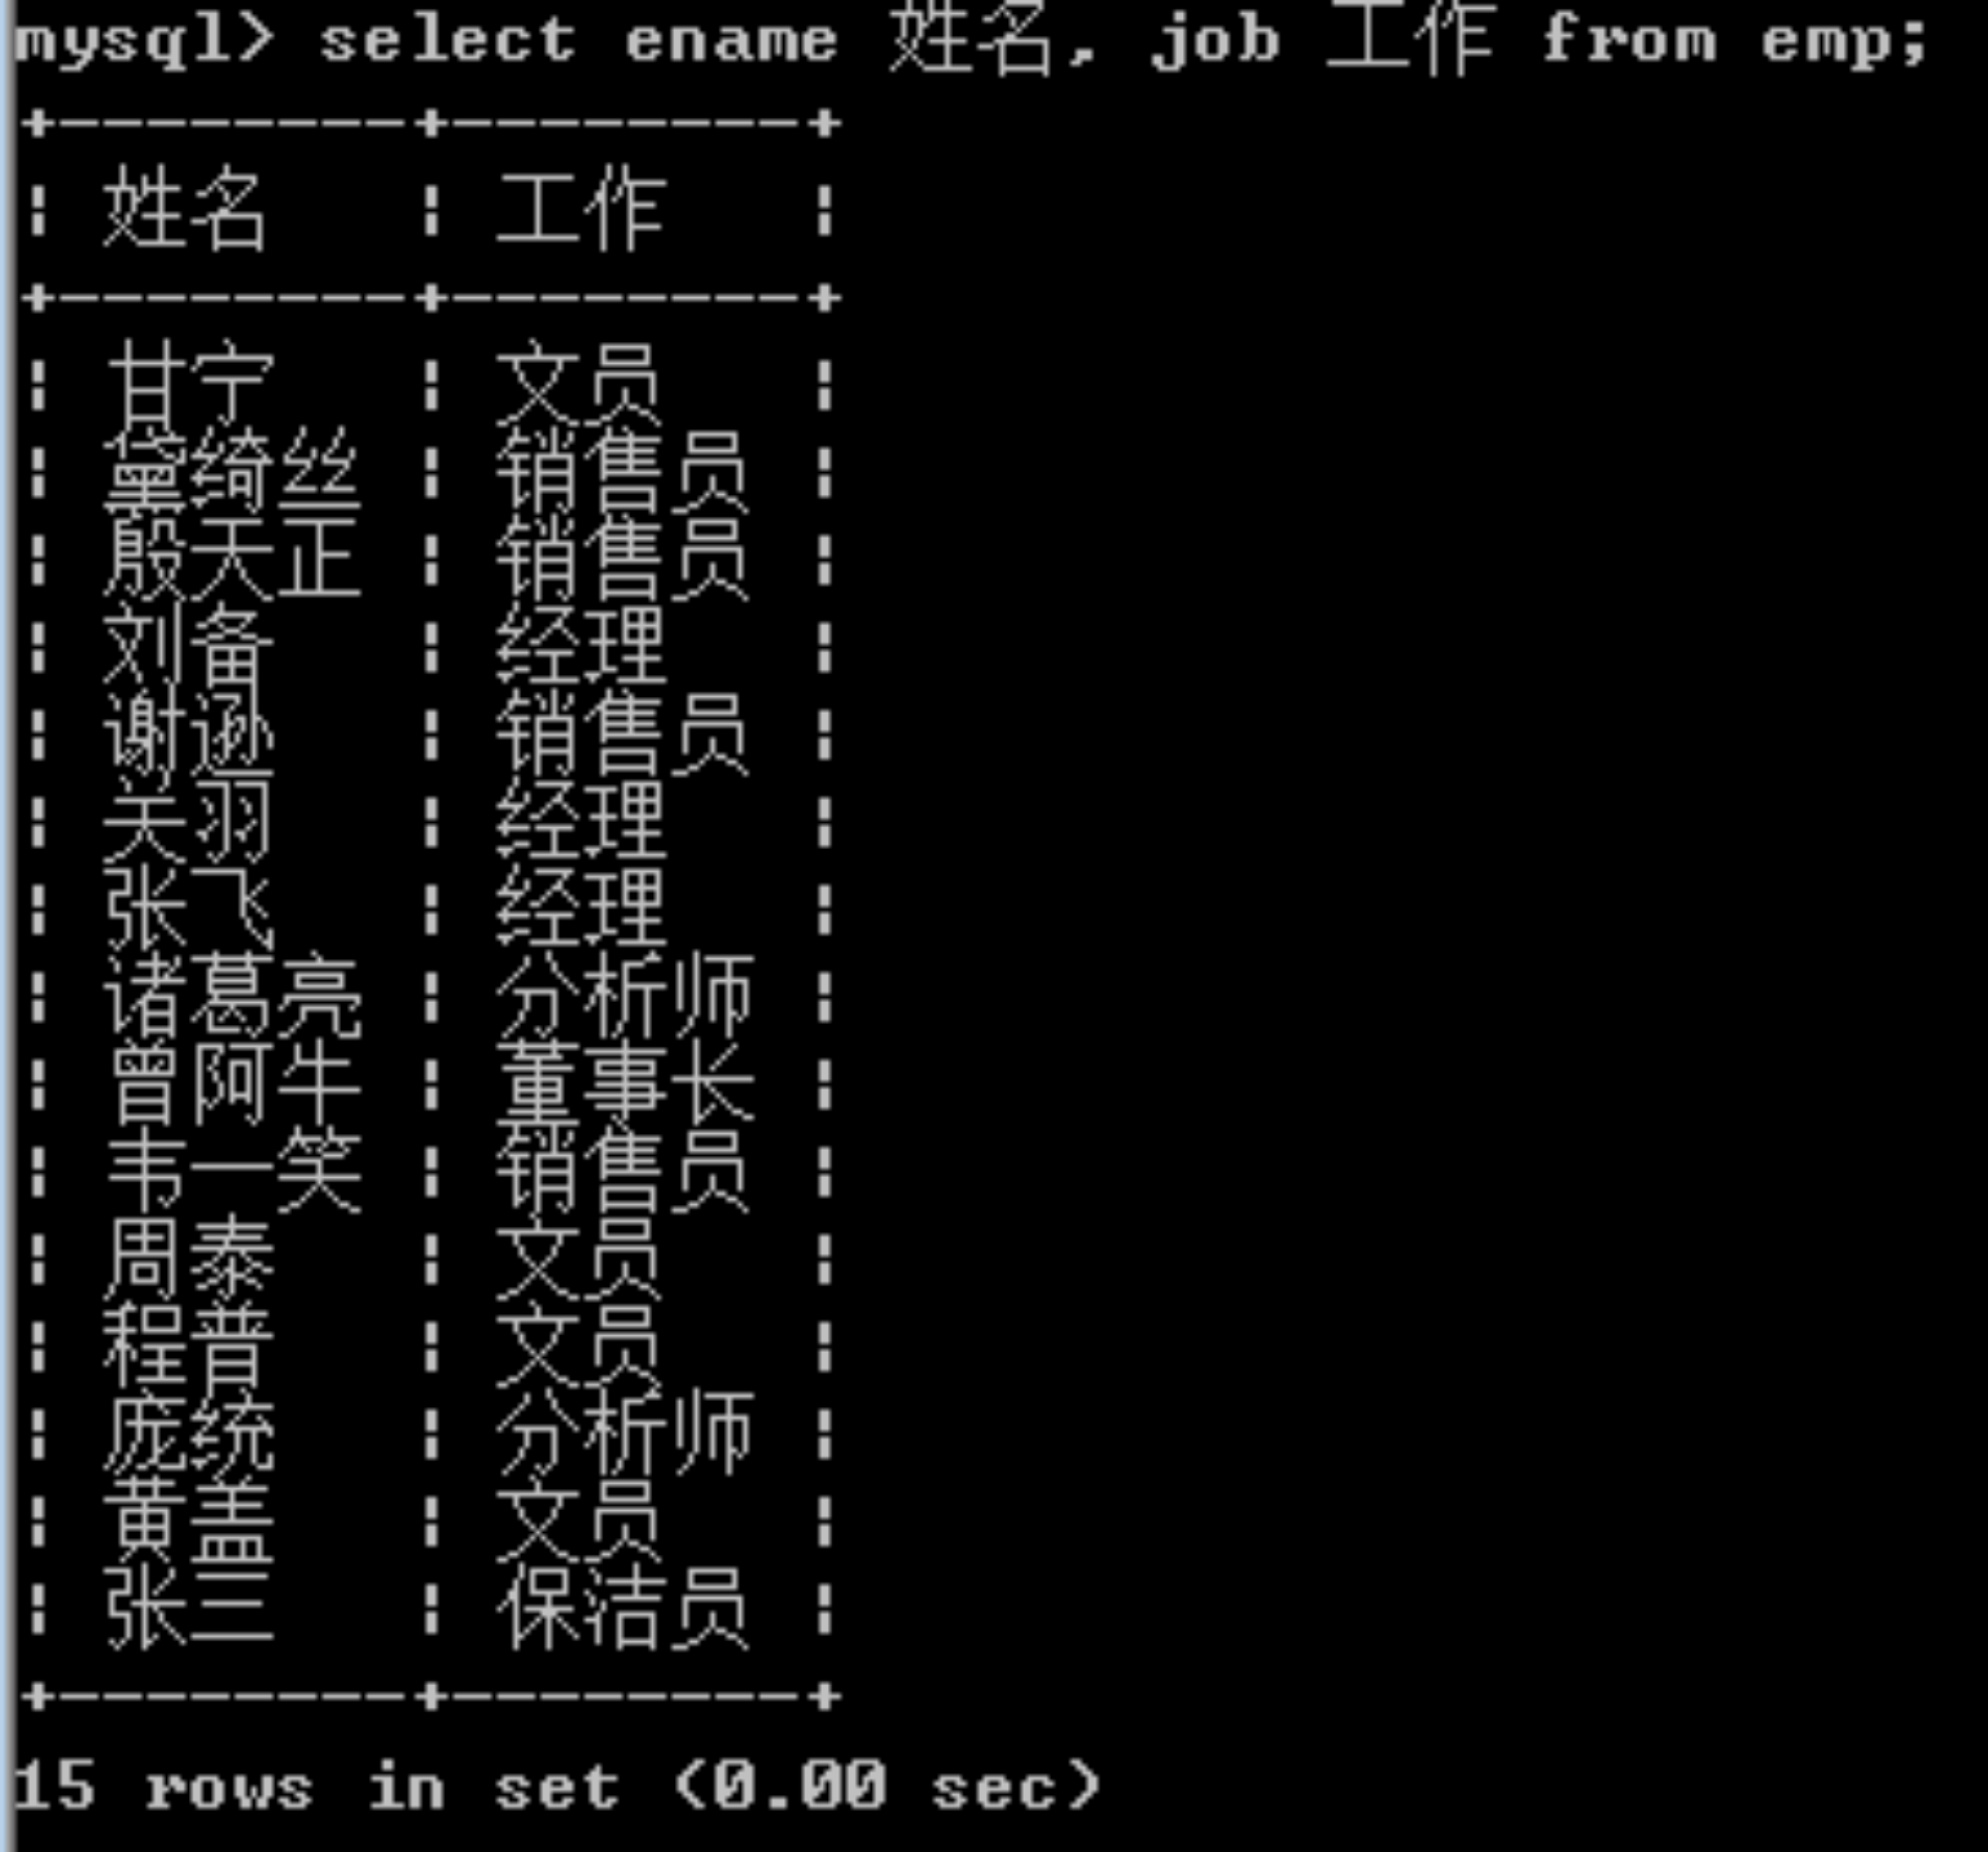 mysql> select ename 姓名, job 工作 from emp;
+--------+--------+
| 姓名 | 工作 |
+--------+--------+
| 甘宁 | 文员 |
| 黛绮丝 | 销售员 |
| 殷天正 | 销售员 |
| 刘备 | 经理 |
| 谢逊 | 销售员 |
| 关羽 | 经理 |
| 张飞 | 经理 |
| 诸葛亮 | 分析师 |
| 曾阿牛 | 董事长 |
| 韦一笑 | 销售员 |
| 周泰 | 文员 |
| 程普 | 文员 |
| 庞统 | 分析师 |
| 黄盖 | 文员 |
| 张三 | 保洁员 |
+--------+--------+
15 rows in set (0.00 sec)